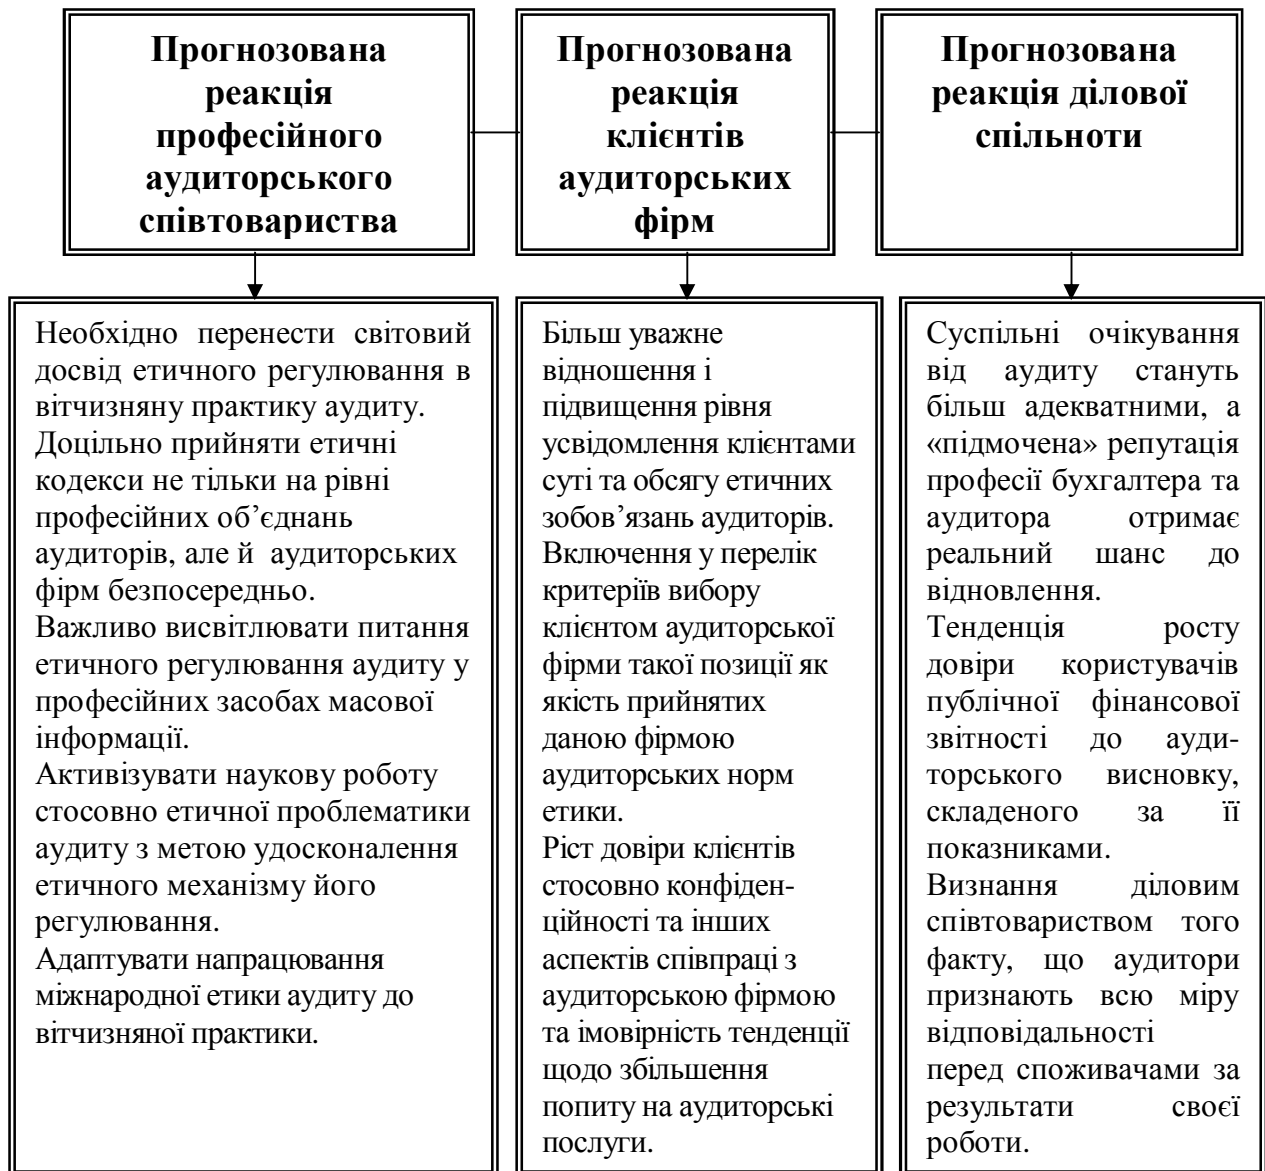 Прогнозована
реакція
професійного
аудиторського
співтовариства
Прогнозована
реакція
клієнтів
аудиторських
фірм
Прогнозована
реакція ділової
спільноти
Необхідно перенести світовий
досвід етичного регулювання в
вітчизняну практику аудиту.
Доцільно прийняти етичні
кодекси не тільки на рівні
професійних об’єднань
аудиторів, але й аудиторських
фірм безпосередньо.
Важливо висвітлювати питання
етичного регулювання аудиту у
професійних засобах масової
інформації.
Активізувати наукову роботу
стосовно етичної проблематики
аудиту з метою удосконалення
етичного механізму його
регулювання.
Адаптувати напрацювання
міжнародної етики аудиту до
вітчизняної практики.
Більш уважне
відношення і
підвищення рівня
усвідомлення клієнтами
суті та обсягу етичних
зобов’язань аудиторів.
Включення у перелік
критеріїв вибору
клієнтом аудиторської
фірми такої позиції як
якість прийнятих
даною фірмою
аудиторських норм
етики.
Ріст довіри клієнтів
стосовно конфіден-
ційності та інших
аспектів співпраці з
аудиторською фірмою
та імовірність тенденції
щодо збільшення
попиту на аудиторські
послуги.
Суспільні очікування
від аудиту стануть
більш адекватними, а
«підмочена» репутація
професії бухгалтера та
аудитора отримає
реальний шанс до
відновлення.
Тенденція росту
довіри користувачів
публічної фінансової
звітності до ауди-
торського висновку,
складеного за її
показниками.
Визнання діловим
співтовариством того
факту, що аудитори
признають всю міру
відповідальності
перед споживачами за
результати своєї
роботи.